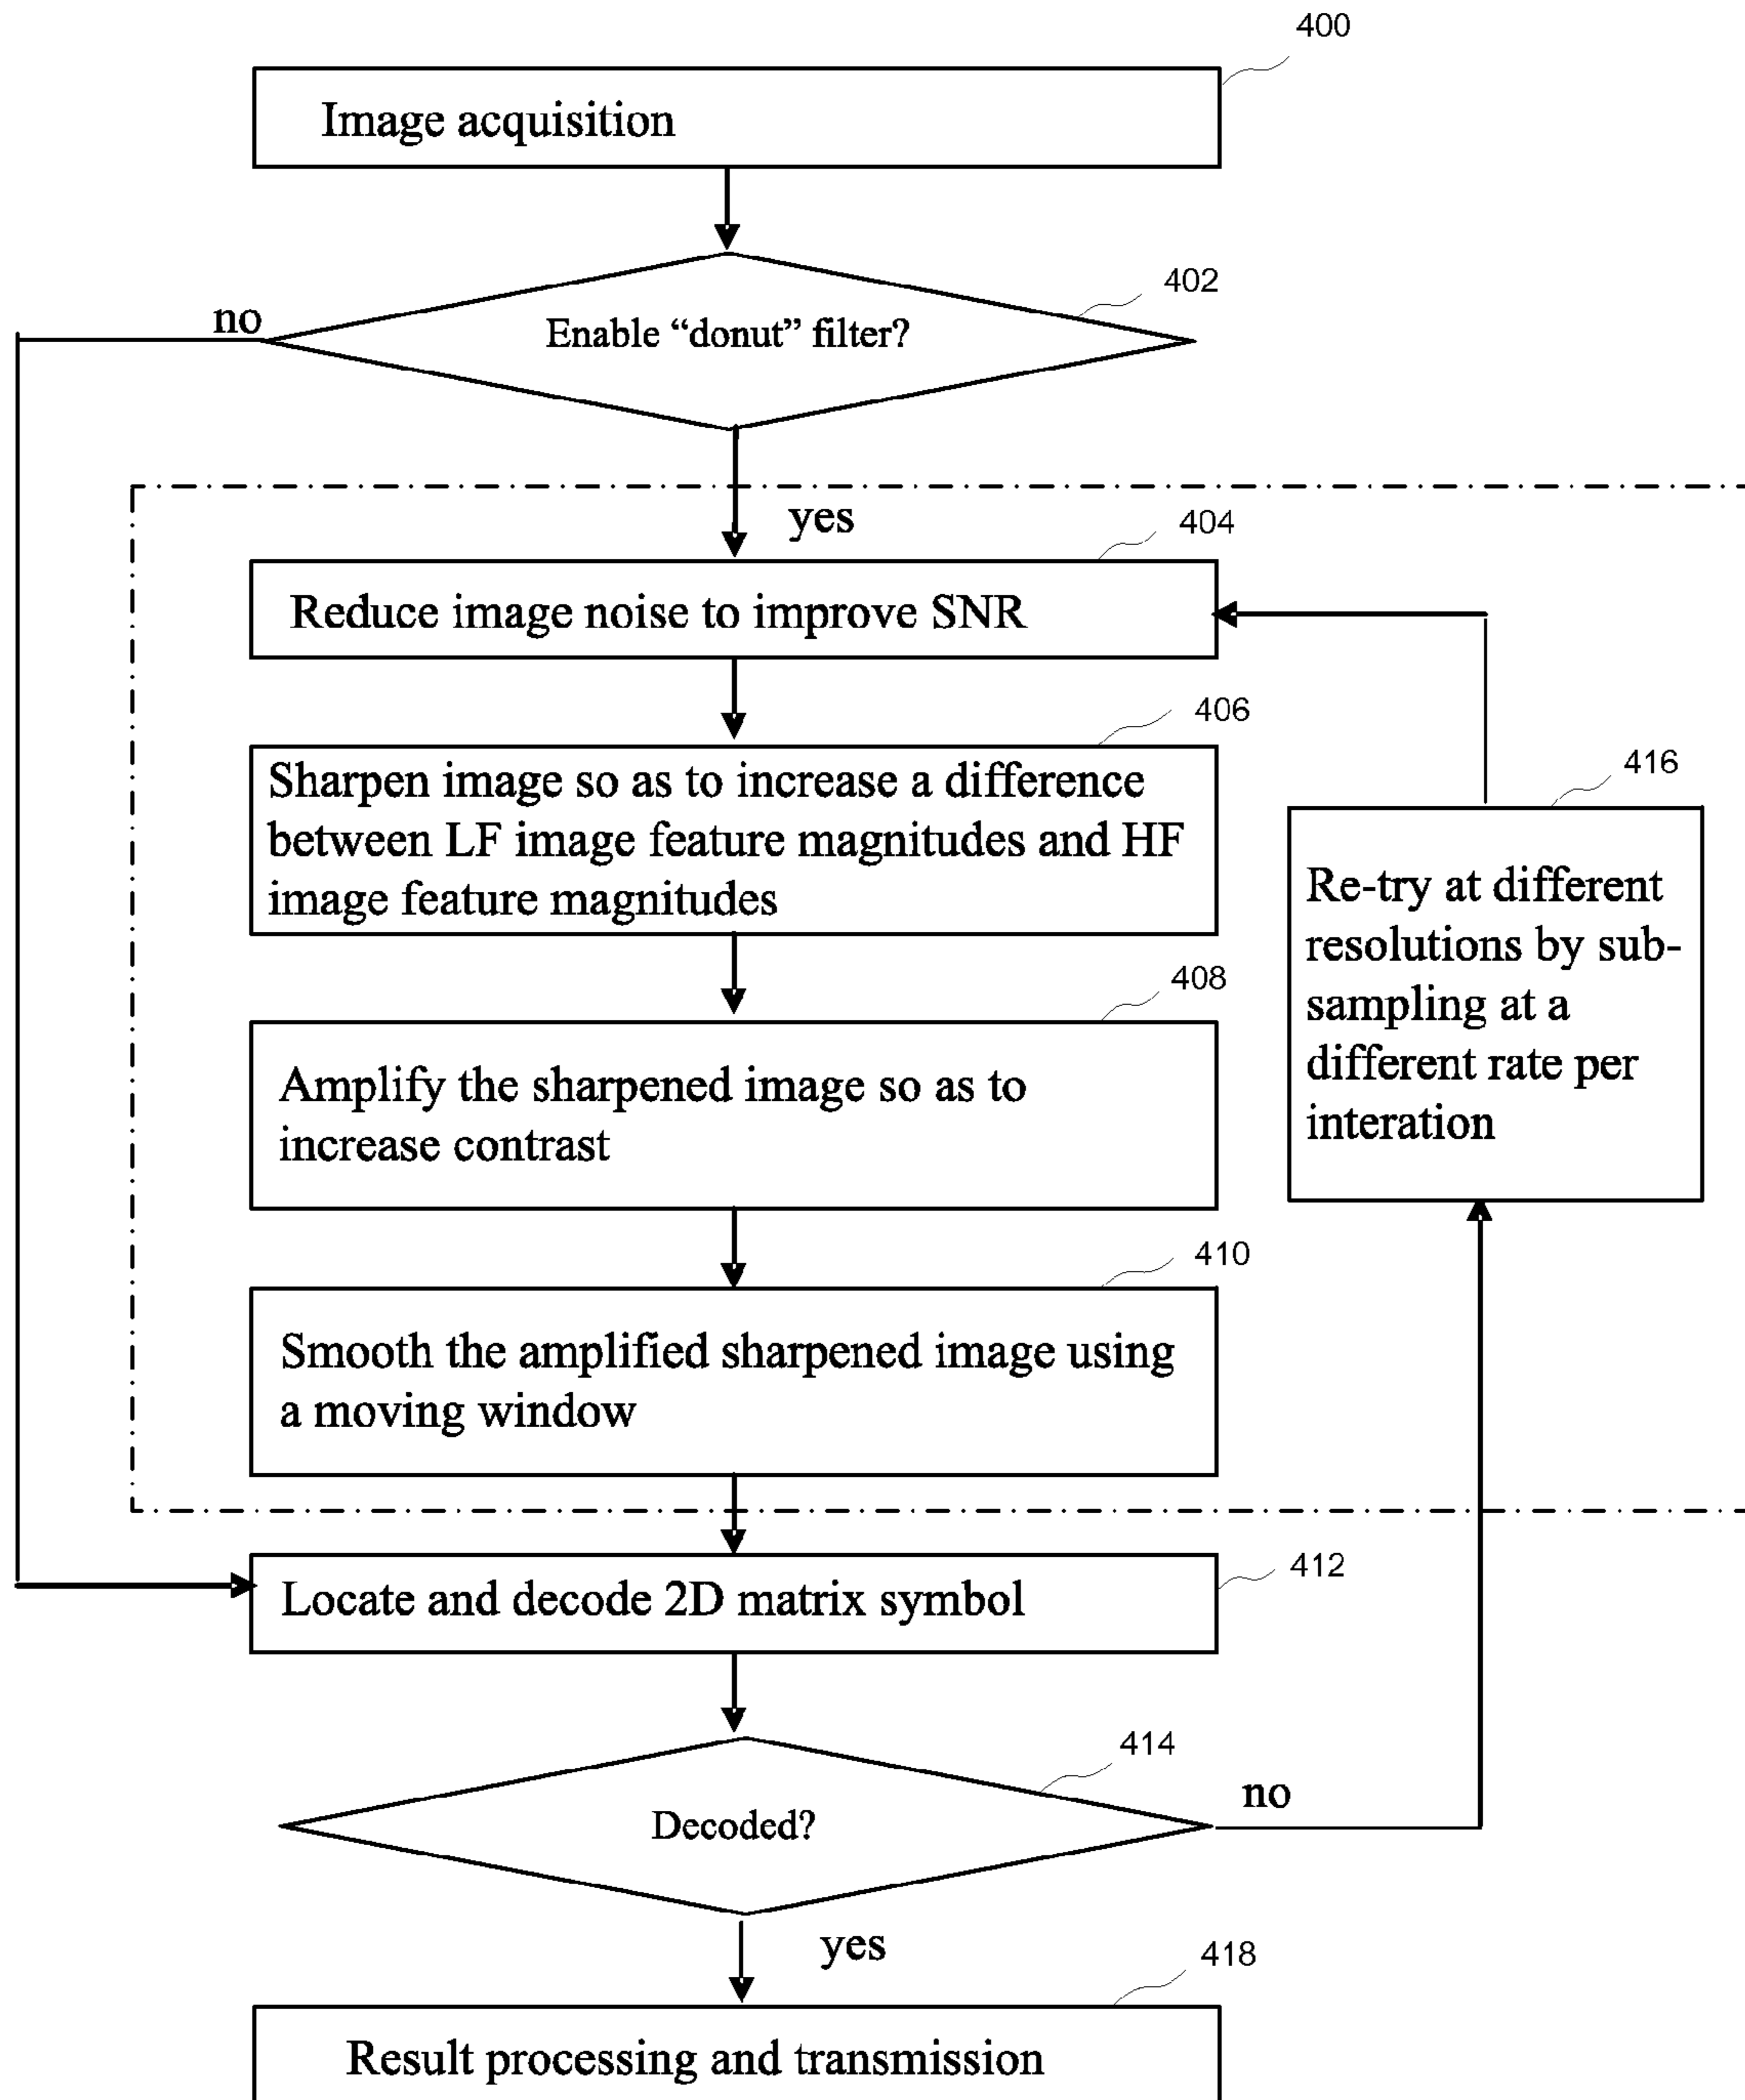 400
Image acquisition
402
no
Enable “donut” filter?
yes
404
Reduce image noise to improve SNR
406
Sharpen image so as to increase a difference
between LF image feature magnitudes and HF
image feature magnitudes
416
Re-try at different
resolutions by sub-
sampling at a
different rate per
interation
408
Amplify the sharpened image so as to
increase contrast
410
Smooth the amplified sharpened image using
a moving window
412
Locate and decode 2D matrix symbol
414
Decoded?
no
yes
418
Result processing and transmission